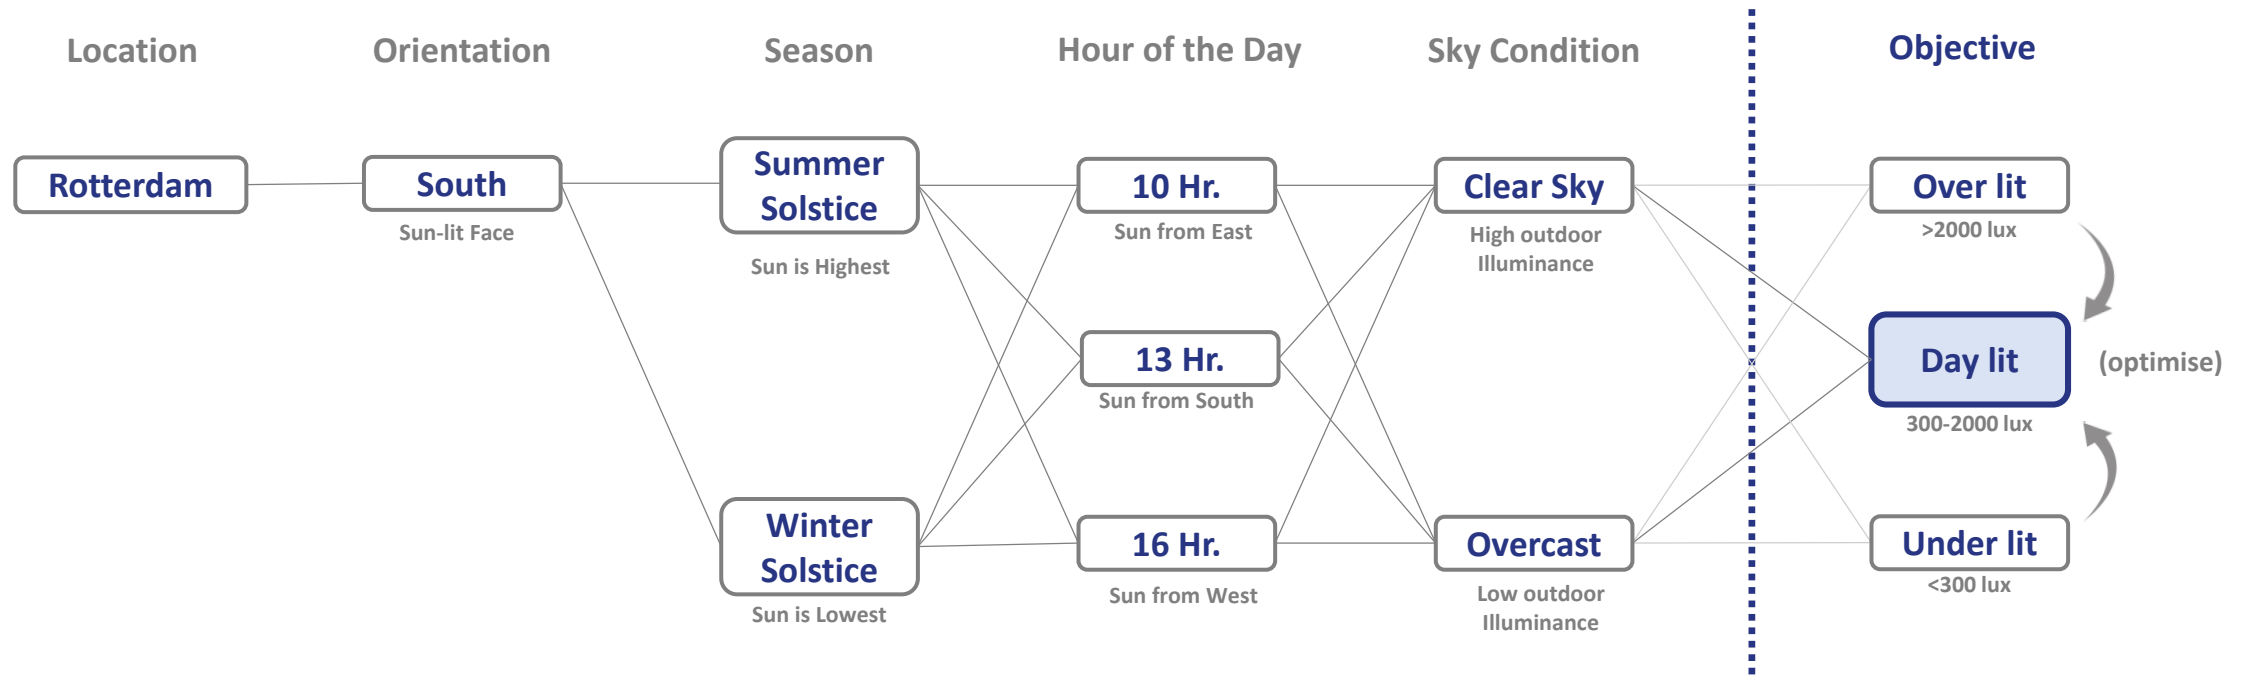 Location
Orientation
Season
Hour of the Day
Sky Condition
Objective
Rotterdam
South
Sun-lit Face
Summer
Solstice
Sun is Highest
Winter
Solstice
Sun is Lowest
10 Hr.
Sun from East
13 Hr.
Sun from South
16 Hr.
Sun from West
Clear Sky
High outdoor
Illuminance
Overcast
Low outdoor
Illuminance
Over lit
>2000 lux
Day lit
300-2000 lux
(optimise)
Under lit
<300 lux